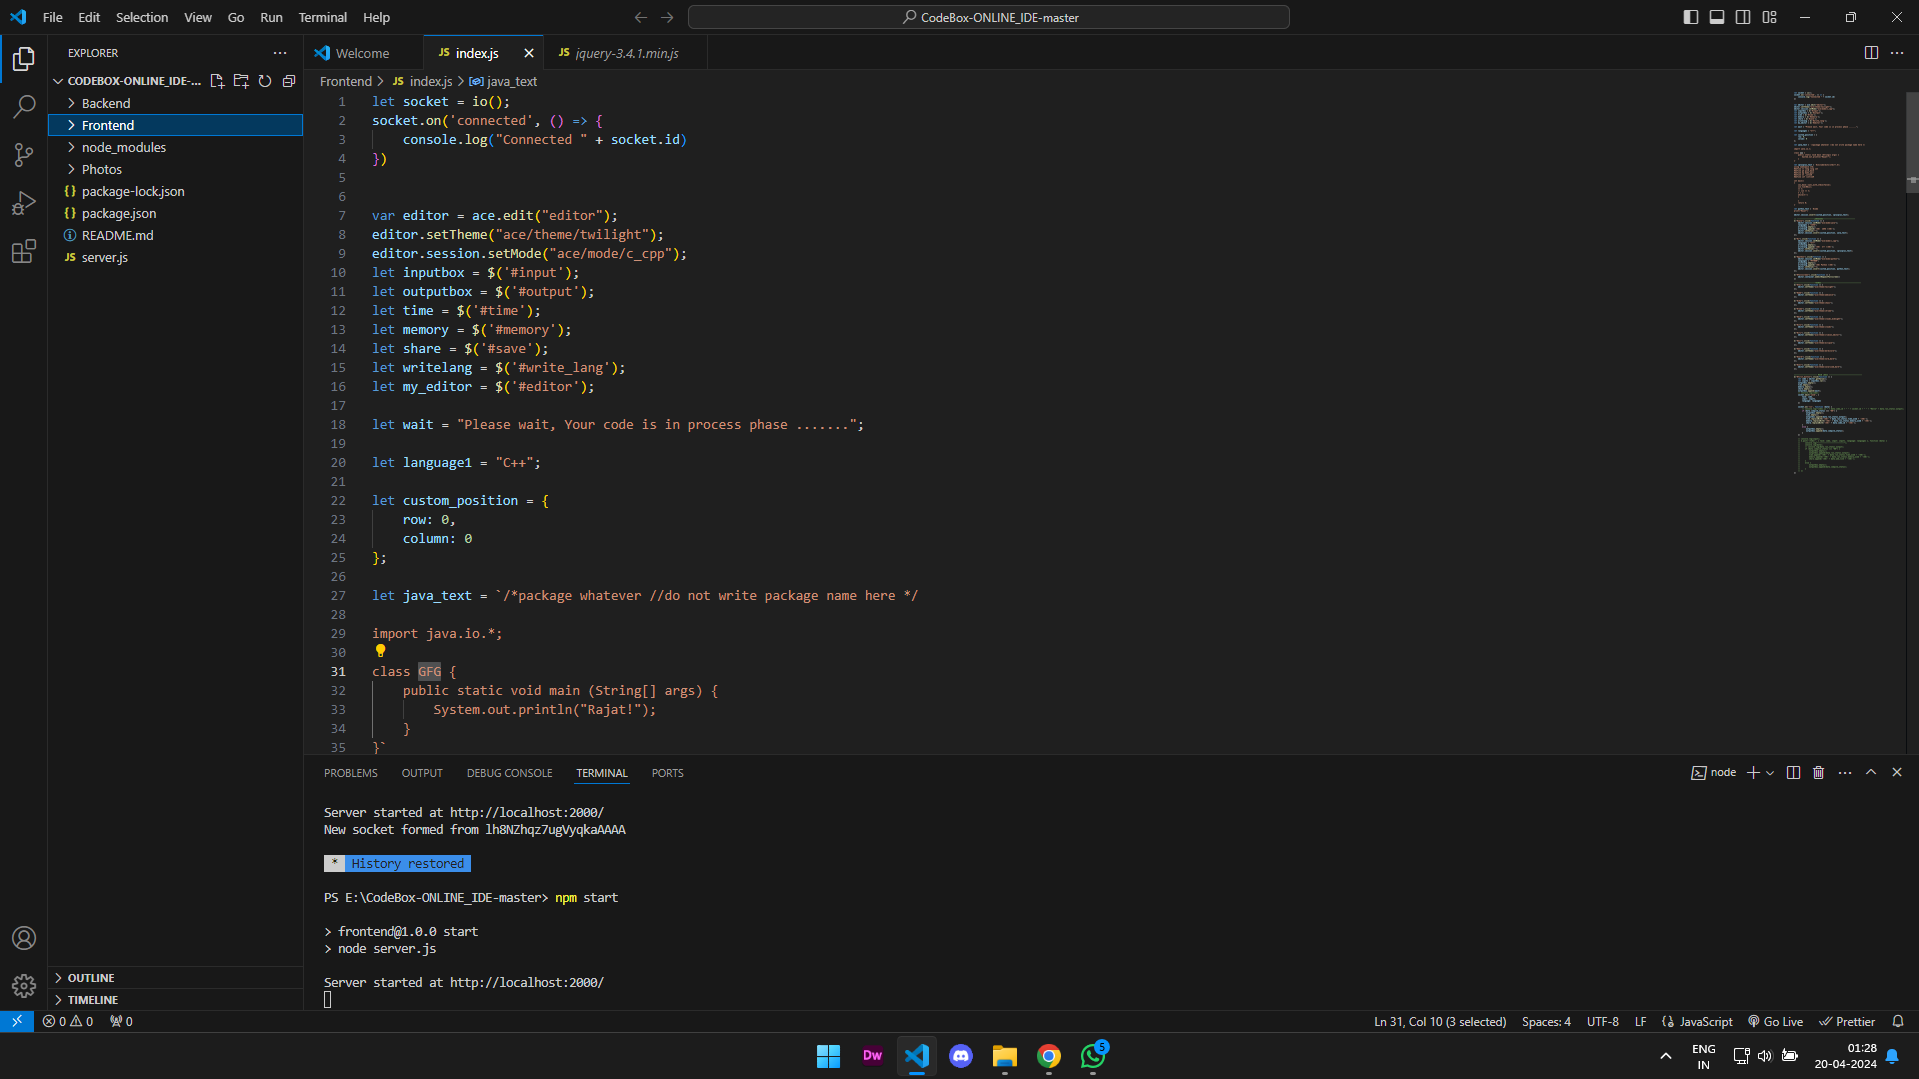 File Edit Selection View Go Run Terminal Help
CodeBox-ONLINE_IDE-master
EXPLORER
CODEBOX-ONLINE_IDE-...
Backend
Frontend
node_modules
Photos
package-lock.json
package.json
README.md
JS server.js
OUTLINE
TIMELINE
Welcome
JS index.js
JS jquery-3.4.1.min.js
Frontend > JS index.js > java_text
1 let socket = io();
2 socket.on('connected', () => {
3 console.log("Connected " + socket.id)
4 })
5
6
7 var editor = ace.edit("editor");
8 editor.setTheme("ace/theme/twilight");
9 editor.session.setMode("ace/mode/c_cpp");
10 let inputbox = $('#input');
11 let outputbox = $('#output');
12 let time = $('#time');
13 let memory = $('#memory');
14 let share = $('#save');
15 let writelang = $('#write_lang');
16 let my_editor = $('#editor');
17
18 let wait = "Please wait, Your code is in process phase .......";
19
20 let language1 = "C++";
21
22 let custom_position = {
23 row: 0,
24 column: 0
25 };
26
27 let java_text = `/*package whatever //do not write package name here */
28
29 import java.io.*;
30
31 class GFG {
32 public static void main (String[] args) {
33 System.out.println("Rajat!");
34 }
35 }`
PROBLEMS OUTPUT DEBUG CONSOLE TERMINAL PORTS
node
Server started at http://localhost:2000/
New socket formed from lh8NZhqz7ugVyqkaAAAA
* History restored
PS E:\CodeBox-ONLINE_IDE-master> npm start
> frontend@1.0.0 start
> node server.js
Server started at http://localhost:2000/
0 0 0
Ln 31, Col 10 (3 selected) Spaces: 4 UTF-8 LF JavaScript Go Live Prettier
Dw
5
ENG
IN
01:28
20-04-2024